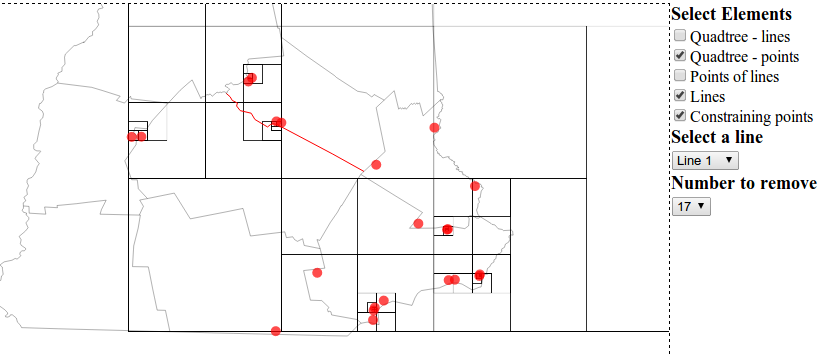 Select Elements
Quadtree - lines
Quadtree - points
Points of lines
Lines
Constraining points
Select a line
Line 1
Number to remove
17